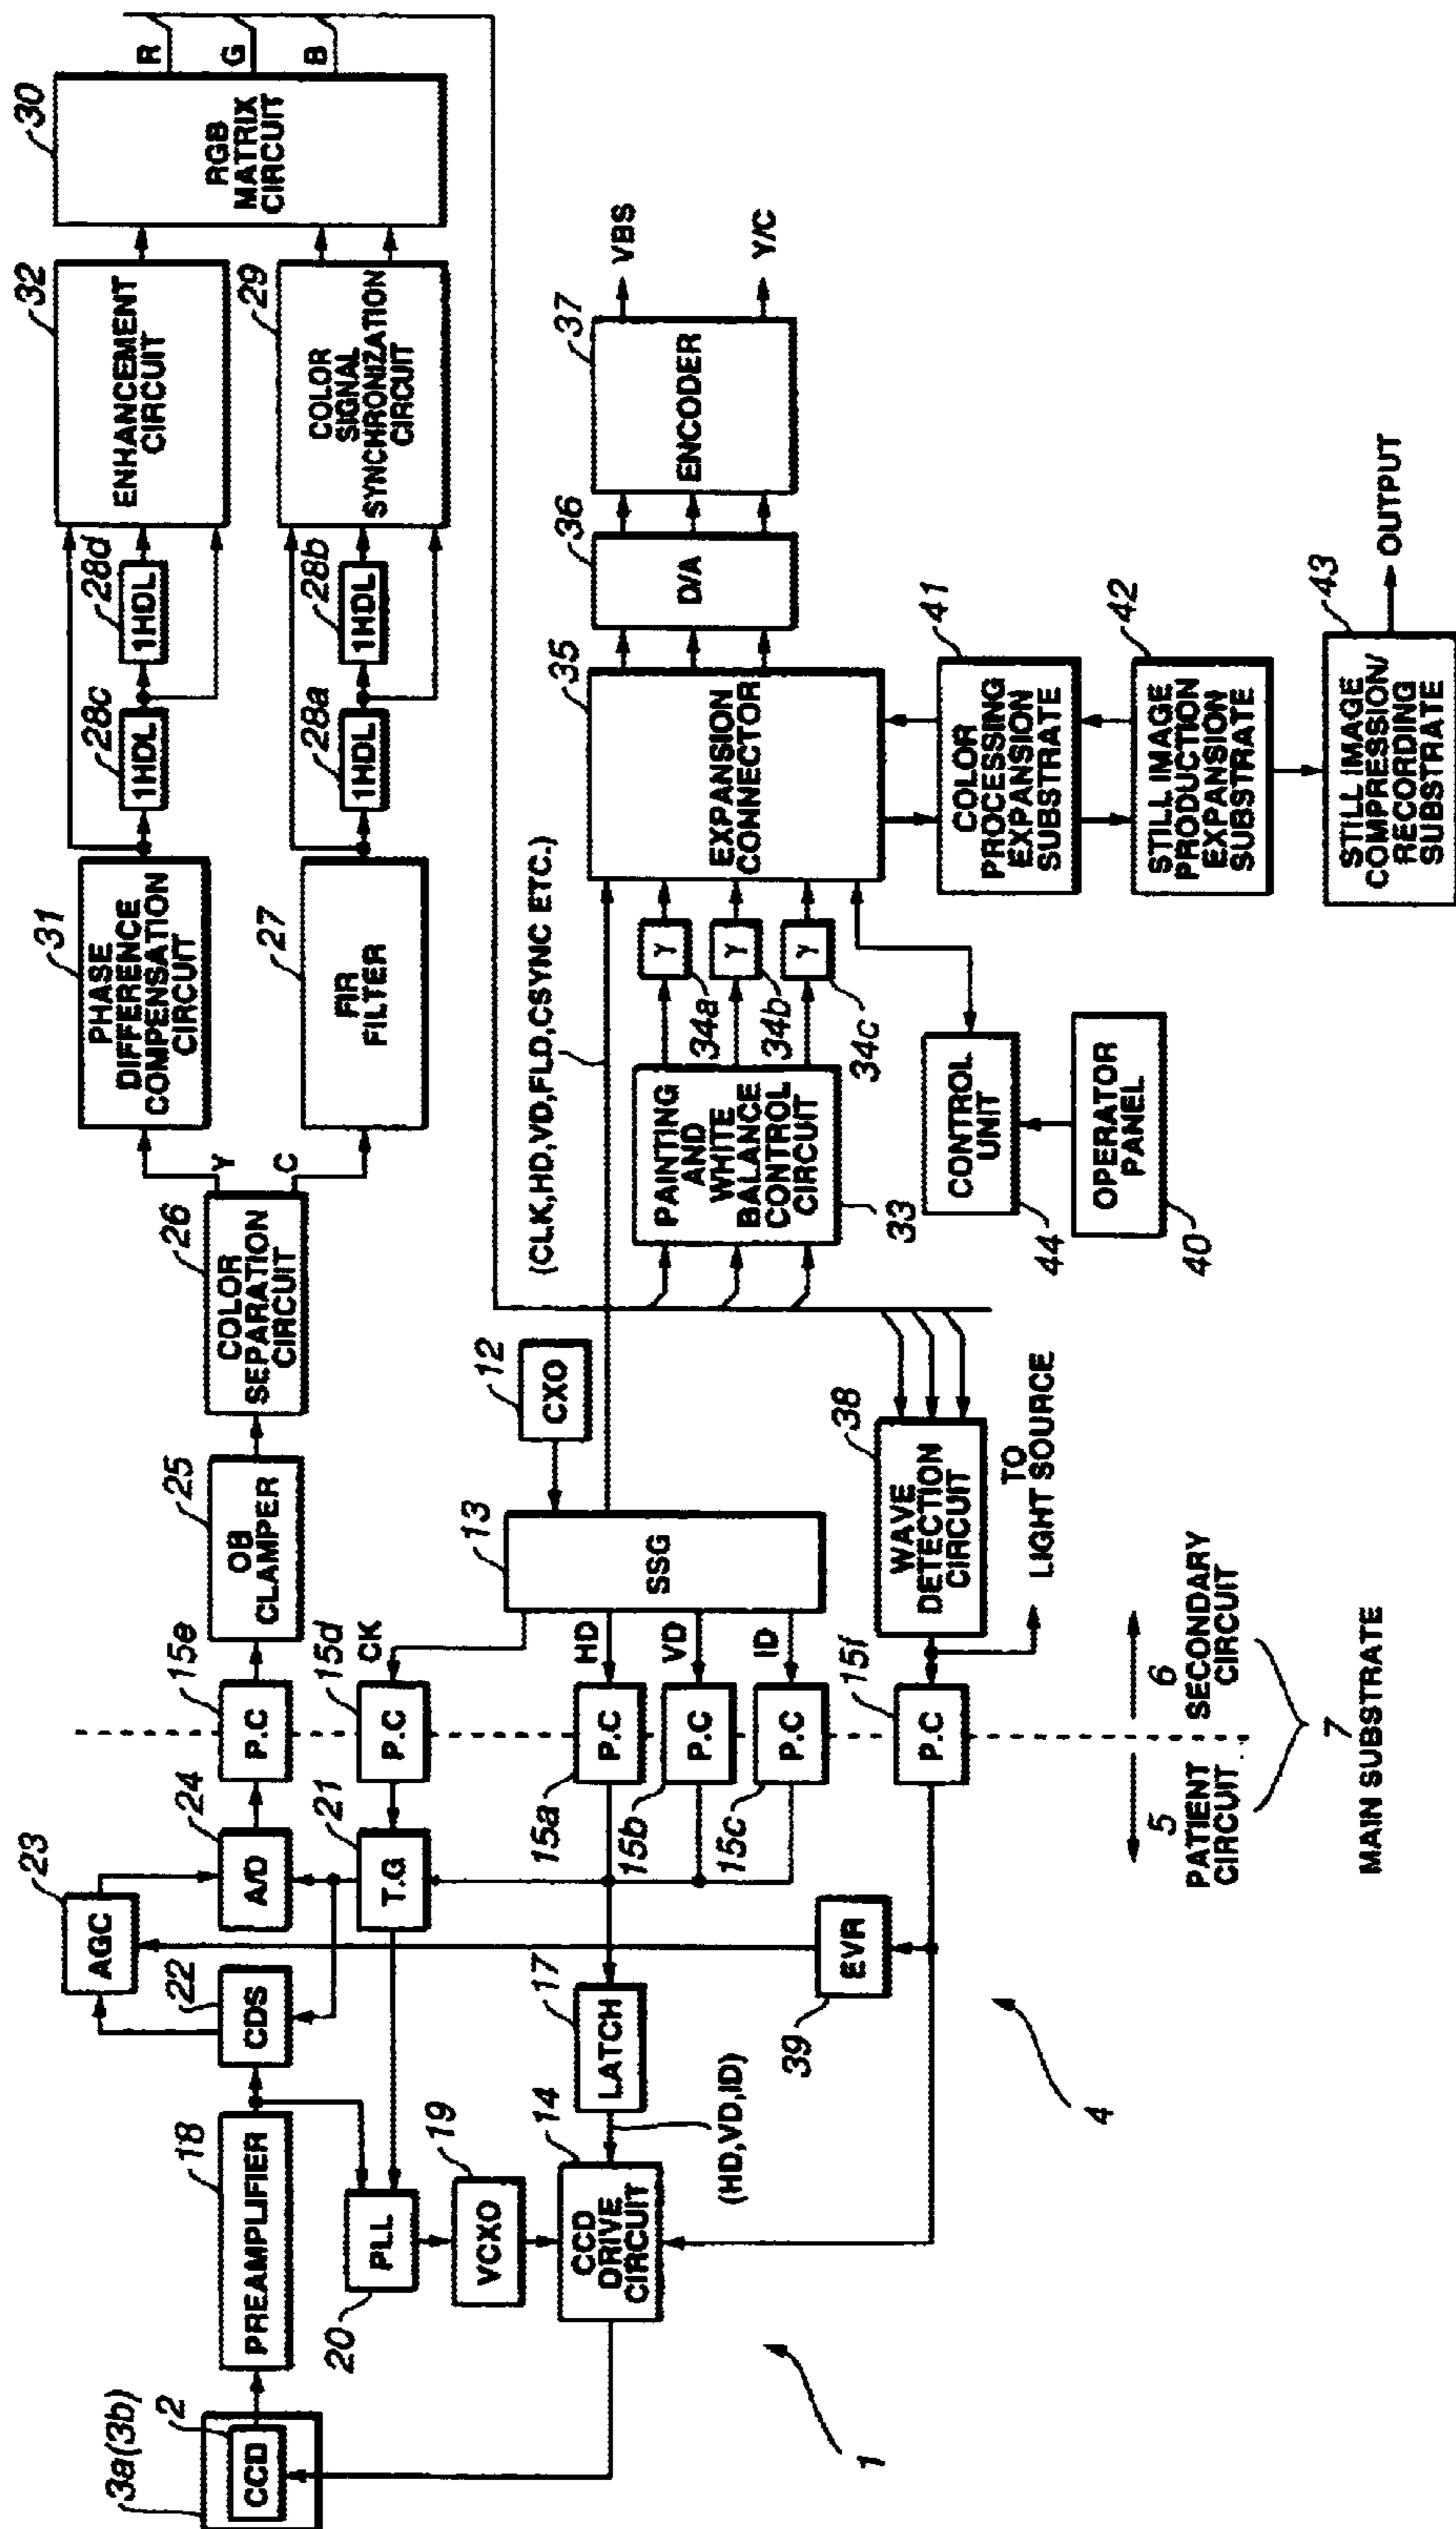 3a(3b)
2
CCD
18
PREAMPLIFIER
22
CDS
23
AGC
24
A/D
15e
P.C
25
OB
CLAMPER
26
COLOR
SEPARATION
CIRCUIT
Y
C
31
PHASE
DIFFERENCE
COMPENSATION
CIRCUIT
27
FIR
FILTER
28c
1HDL
28d
1HDL
28a
1HDL
28b
1HDL
32
ENHANCEMENT
CIRCUIT
29
COLOR
SIGNAL
SYNCHRONIZATION
CIRCUIT
30
RGB
MATRIX
CIRCUIT
R
G
B
20
PLL
19
VCXO
21
T.G
15d
P.C
CK
14
CCD
DRIVE
CIRCUIT
(HD,VD,ID)
17
LATCH
15a
P.C
HD
15b
P.C
VD
15c
P.C
ID
13
SSG
12
CXO
(CLK,HD,VD,FLD,CSYNC ETC.)
39
EVR
15f
P.C
38
WAVE
DETECTION
CIRCUIT
TO
LIGHT SOURCE
33
PAINTING
AND
WHITE
BALANCE
CONTROL
CIRCUIT
34a
γ
34b
γ
34c
γ
35
EXPANSION
CONNECTOR
36
D/A
37
ENCODER
VBS
Y/C
44
CONTROL
UNIT
40
OPERATOR
PANEL
41
COLOR
PROCESSING
EXPANSION
SUBSTRATE
42
STILL IMAGE
PRODUCTION
EXPANSION
SUBSTRATE
43
STILL IMAGE
COMPRESSION/
RECORDING
SUBSTRATE
OUTPUT
1
4
5
PATIENT
CIRCUIT
6
SECONDARY
CIRCUIT
7
MAIN SUBSTRATE